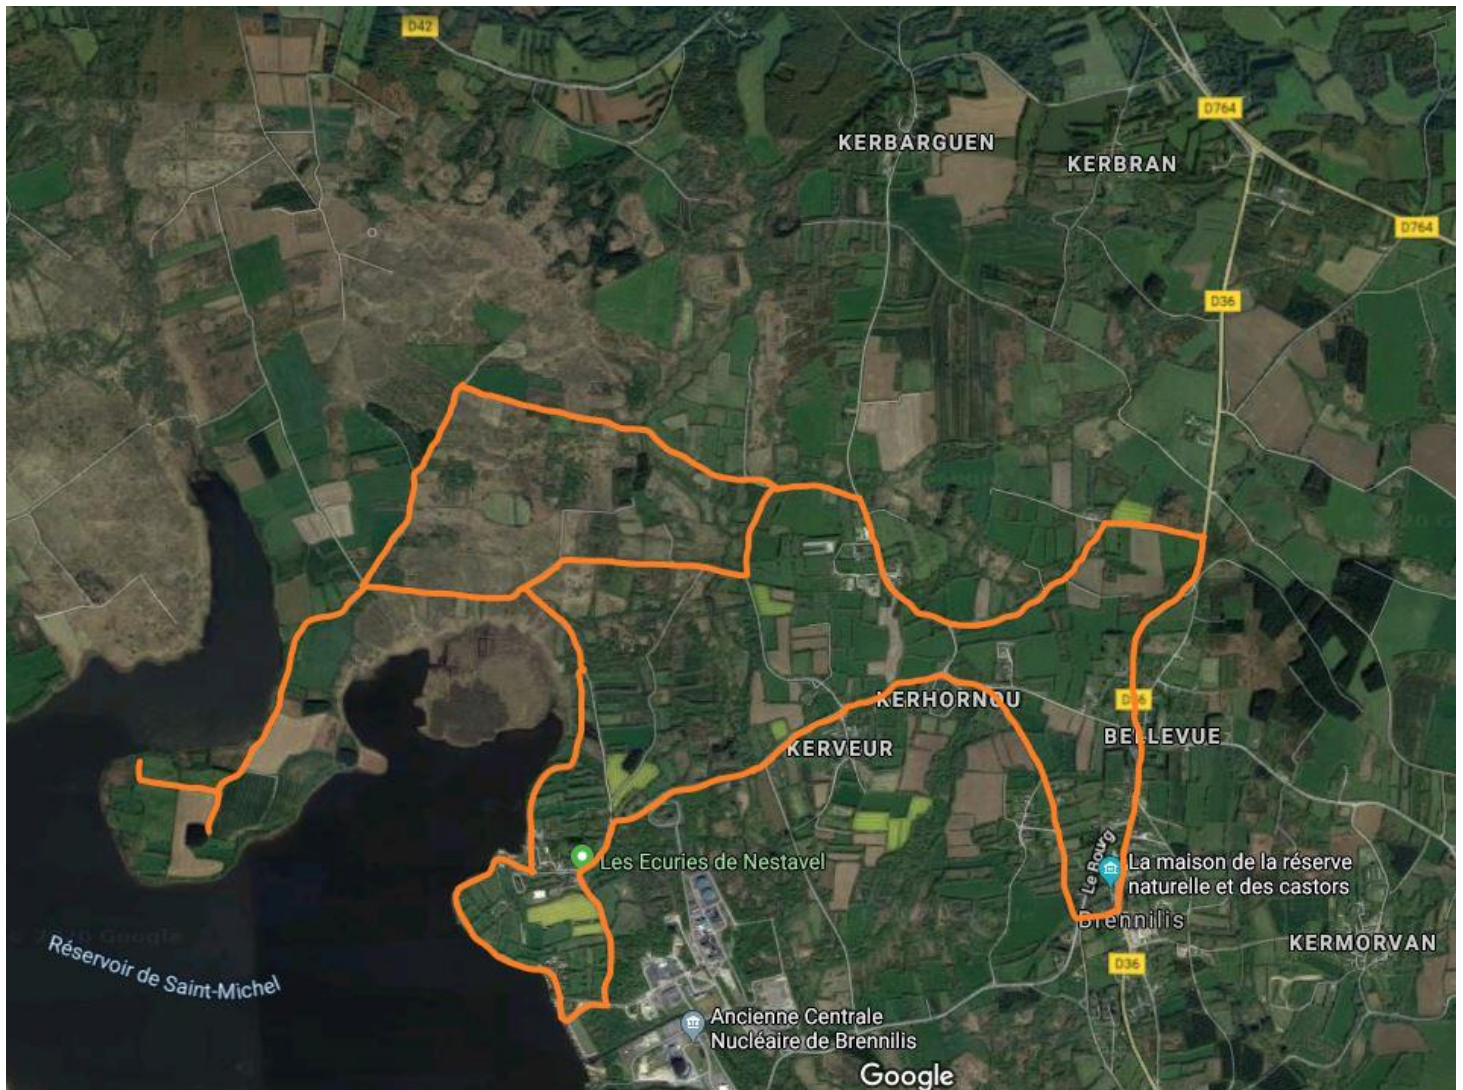 D42
D764
KERBARGUEN
KERBRAN
D764
D36
KERHORNOU
BELLEVUE
KERVEUR
Le Bourg
Les Ecuries de Nestavel
La maison de la réserve
naturelle et des castors
Brennilis
KERMORVAN
Réservoir de Saint-Michel
D36
Ancienne Centrale
Nucléaire de Brennilis
Google